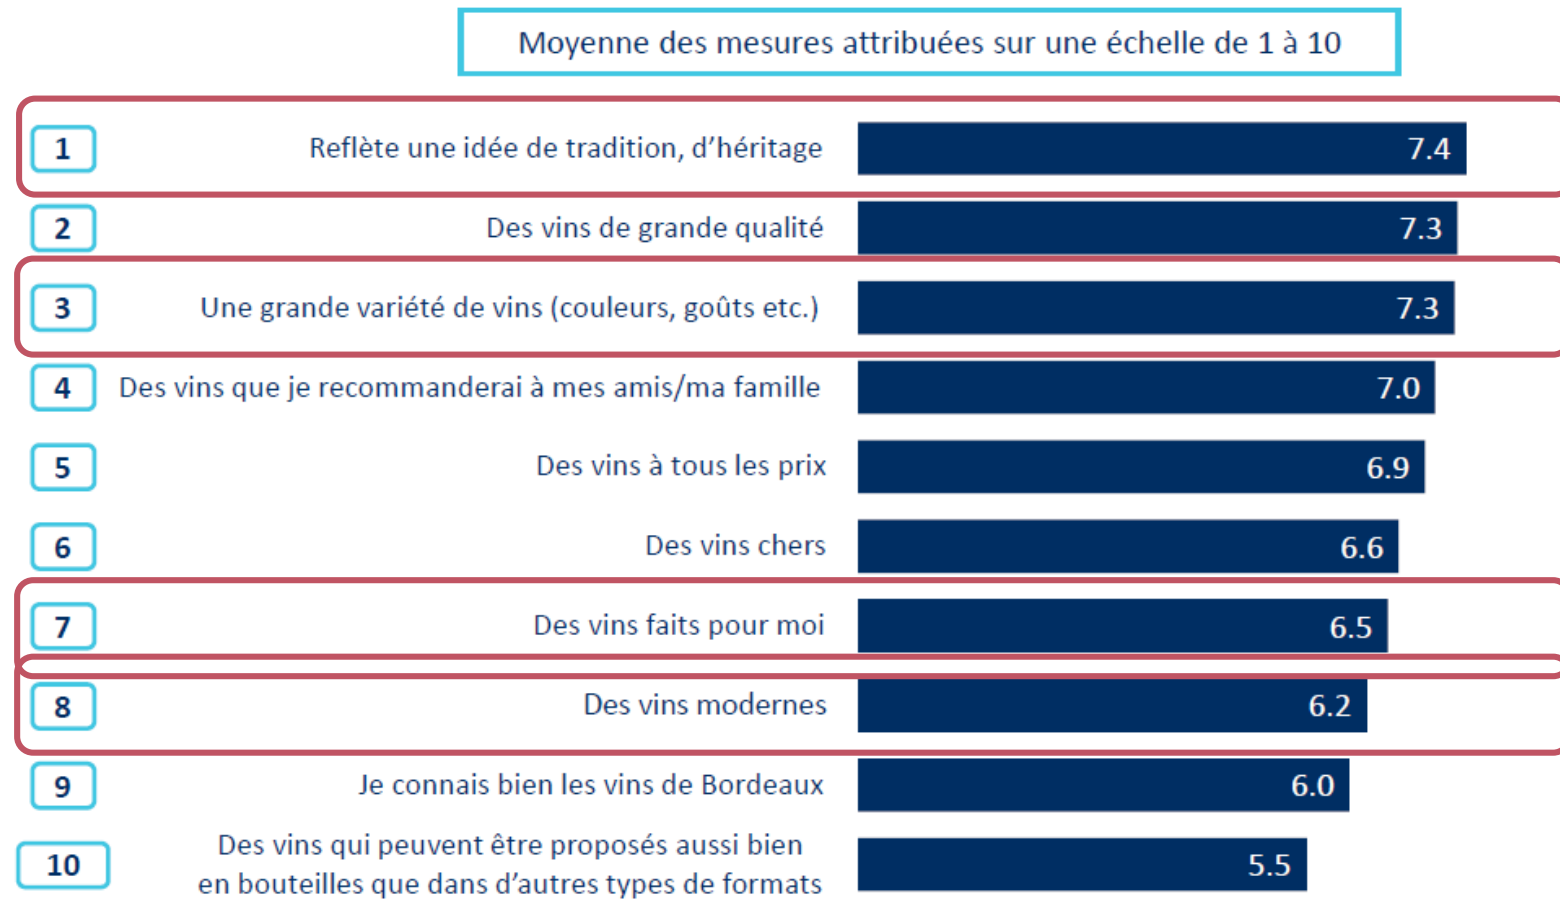 Moyenne des mesures attribuées sur une échelle de 1 à 10
1 Reflète une idée de tradition, d’héritage 7.4
2 Des vins de grande qualité 7.3
3 Une grande variété de vins (couleurs, goûts etc.) 7.3
4 Des vins que je recommanderai à mes amis/ma famille 7.0
5 Des vins à tous les prix 6.9
6 Des vins chers 6.6
7 Des vins faits pour moi 6.5
8 Des vins modernes 6.2
9 Je connais bien les vins de Bordeaux 6.0
10 Des vins qui peuvent être proposés aussi bien
en bouteilles que dans d’autres types de formats 5.5